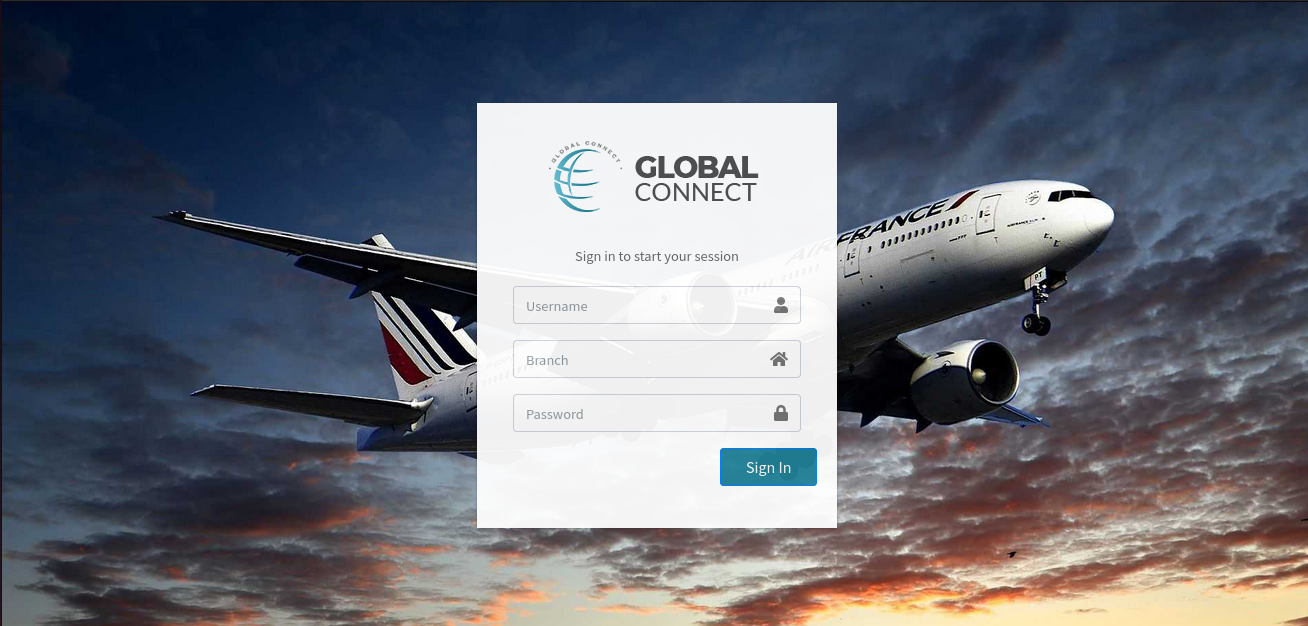 · GLOBAL CONNECT ·
GLOBAL
CONNECT
AIRFRANCE
Sign in to start your session
Username
Branch
Password
Sign In